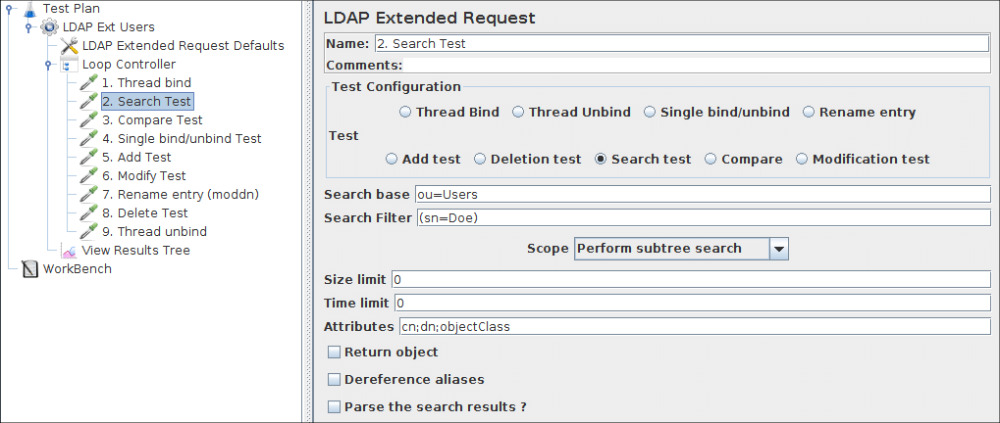 Test Plan
LDAP Ext Users
LDAP Extended Request Defaults
Loop Controller
1. Thread bind
2. Search Test
3. Compare Test
4. Single bind/unbind Test
5. Add Test
6. Modify Test
7. Rename entry (moddn)
8. Delete Test
9. Thread unbind
View Results Tree
WorkBench
LDAP Extended Request
Name: 2. Search Test
Comments:
Test Configuration
Thread Bind Thread Unbind Single bind/unbind Rename entry
Test
Add test Deletion test Search test Compare Modification test
Search base ou=Users
Search Filter (sn=Doe)
Scope Perform subtree search
Size limit 0
Time limit 0
Attributes cn;dn;objectClass
Return object
Dereference aliases
Parse the search results ?